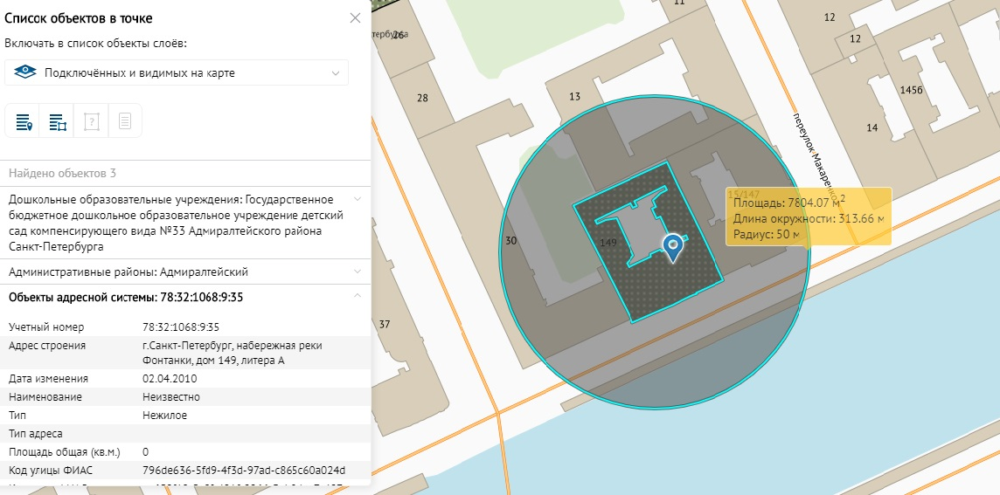 Список объектов в точке
Включать в список объекты слоёв:
Подключённых и видимых на карте
Найдено объектов 3
Дошкольные образовательные учреждения: Государственное
бюджетное дошкольное образовательное учреждение детский
сад компенсирующего вида №33 Адмиралтейского района
Санкт-Петербурга
Административные районы: Адмиралтейский
Объекты адресной системы: 78:32:1068:9:35
Учетный номер 78:32:1068:9:35
Адрес строения г.Санкт-Петербург, набережная реки
Фонтанки, дом 149, литера А
Дата изменения 02.04.2010
Наименование Неизвестно
Тип Нежилое
Тип адреса
Площадь общая (кв.м.) 0
Код улицы ФИАС 796de636-5fd9-4f3d-97ad-c865c60a024d
26
28
13
11
12
12
145б
14
переулок Макаренко
15/147
Площадь: 7804.07 м²
Длина окружности: 313.66 м
Радиус: 50 м
149
30
37